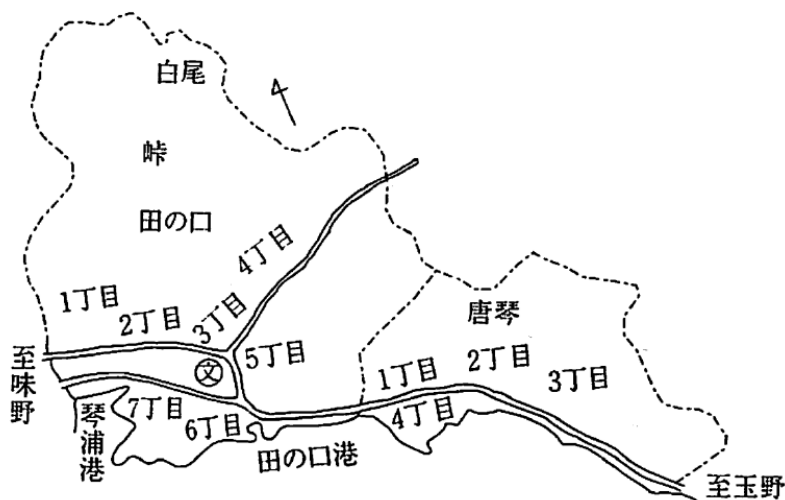 白尾
峠
田の口
4丁目
1丁目
2丁目
3丁目
5丁目
唐琴
1丁目
2丁目
3丁目
4丁目
至味野
文
琴浦港
7丁目
6丁目
田の口港
至玉野